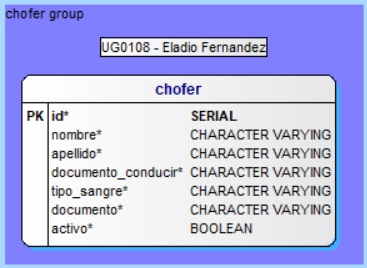 chofer group
UG0108 - Eladio Fernandez
chofer
PK id* SERIAL
nombre* CHARACTER VARYING
apellido* CHARACTER VARYING
documento_conducir* CHARACTER VARYING
tipo_sangre* CHARACTER VARYING
documento* CHARACTER VARYING
activo* BOOLEAN